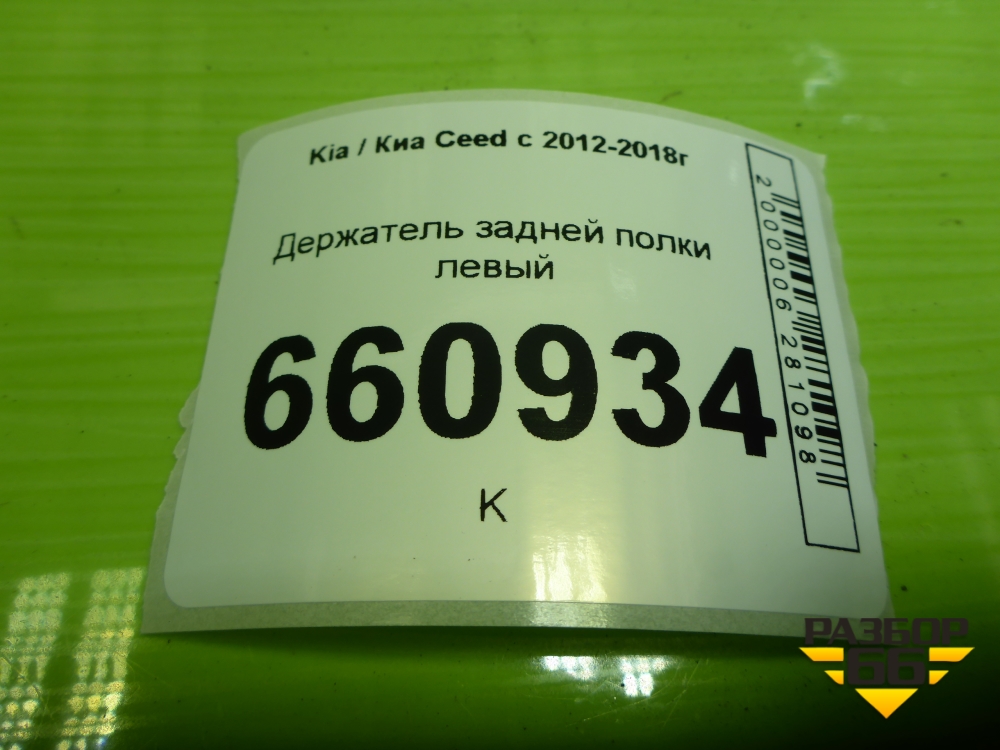 Kia / Киа Ceed с 2012-2018г
Держатель задней полки
левый
660934
К
2000006281098
РАЗБОР
66